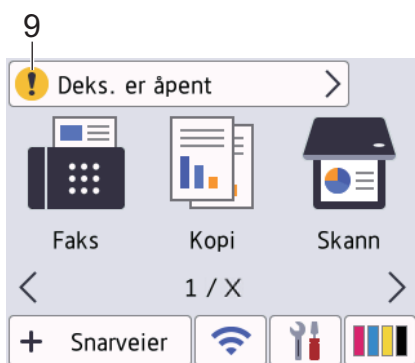 9
! Deks. er åpent >
Faks Kopi Skann
< 1 / X >
+ Snarveier